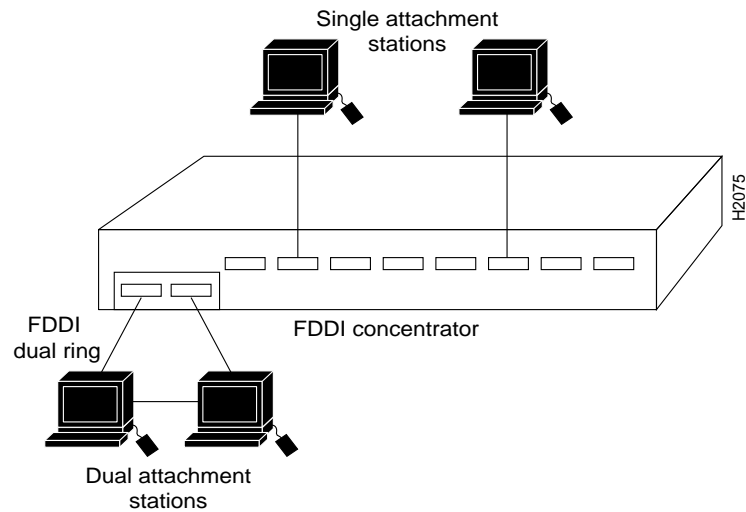 Single attachment
stations
H2075
FDDI concentrator
FDDI
dual ring
Dual attachment
stations